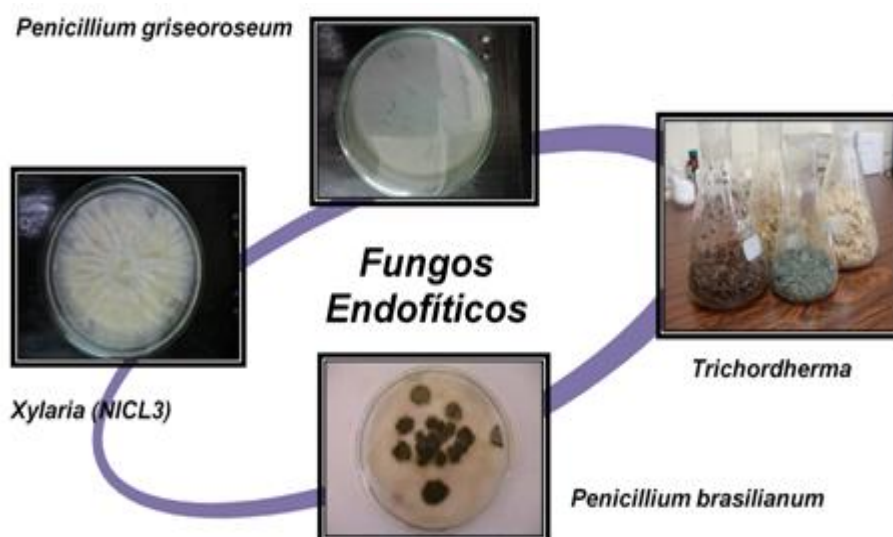 Penicillium griseoroseum
Fungos
Endofíticos
Trichordherma
Xylaria (NICL3)
Penicillium brasilianum